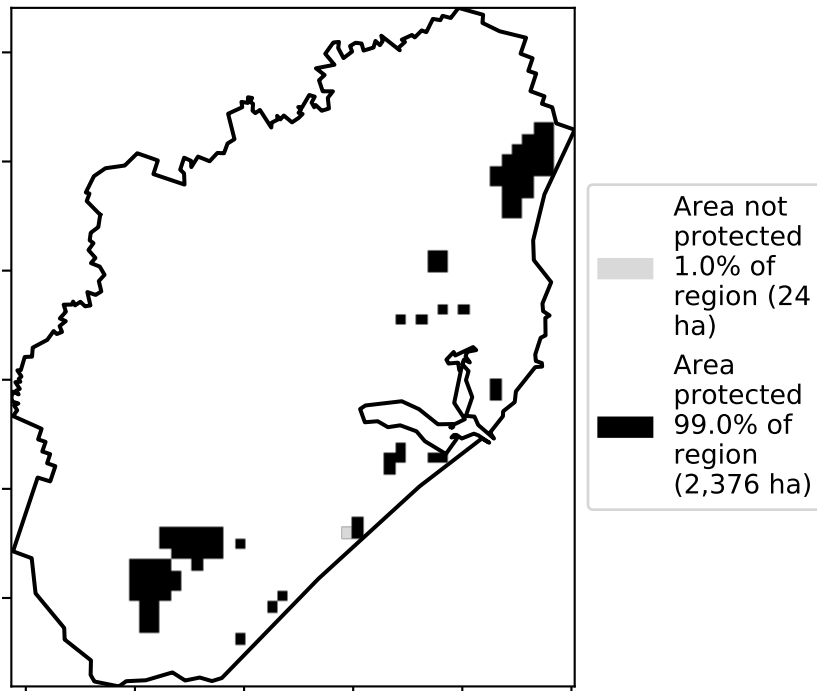 Area not
protected
1.0% of
region (24
ha)
Area
protected
99.0% of
region
(2,376 ha)